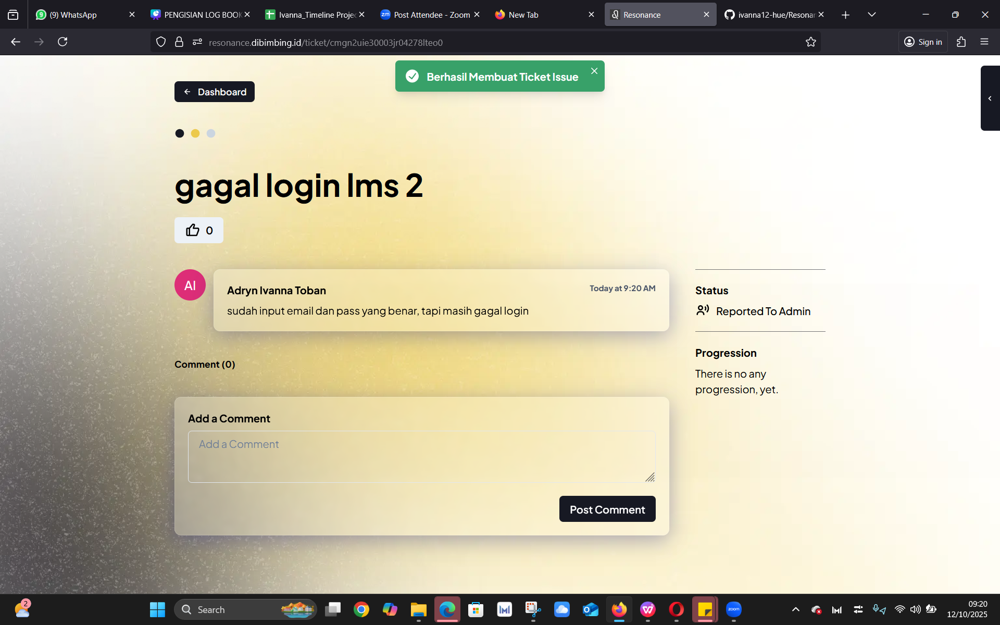 (9) WhatsApp
PENGISIAN LOG BOOK
Ivanna_Timeline Projec
Post Attendee - Zoom
New Tab
Resonance
ivanna12-hue/Resonan
resonance.dibimbing.id/ticket/cmgn2uie30003jr04278lteo0
Sign in
Berhasil Membuat Ticket Issue
Dashboard
gagal login lms 2
0
AI
Adryn Ivanna Toban
Today at 9:20 AM
sudah input email dan pass yang benar, tapi masih gagal login
Status
Reported To Admin
Progression
There is no any
progression, yet.
Comment (0)
Add a Comment
Add a Comment
Post Comment
2
Search
zoom
09:20
12/10/2025